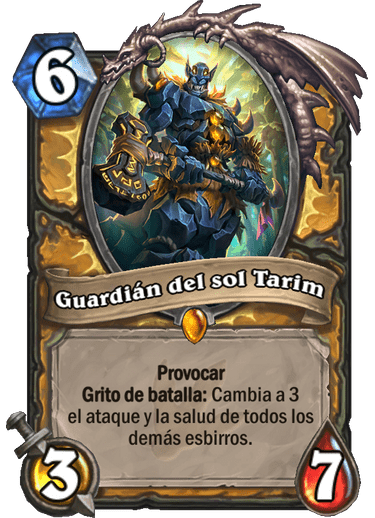 6
Guardián del sol Tarim
Provocar
Grito de batalla: Cambia a 3
el ataque y la salud de todos los
demás esbirros.
3
7